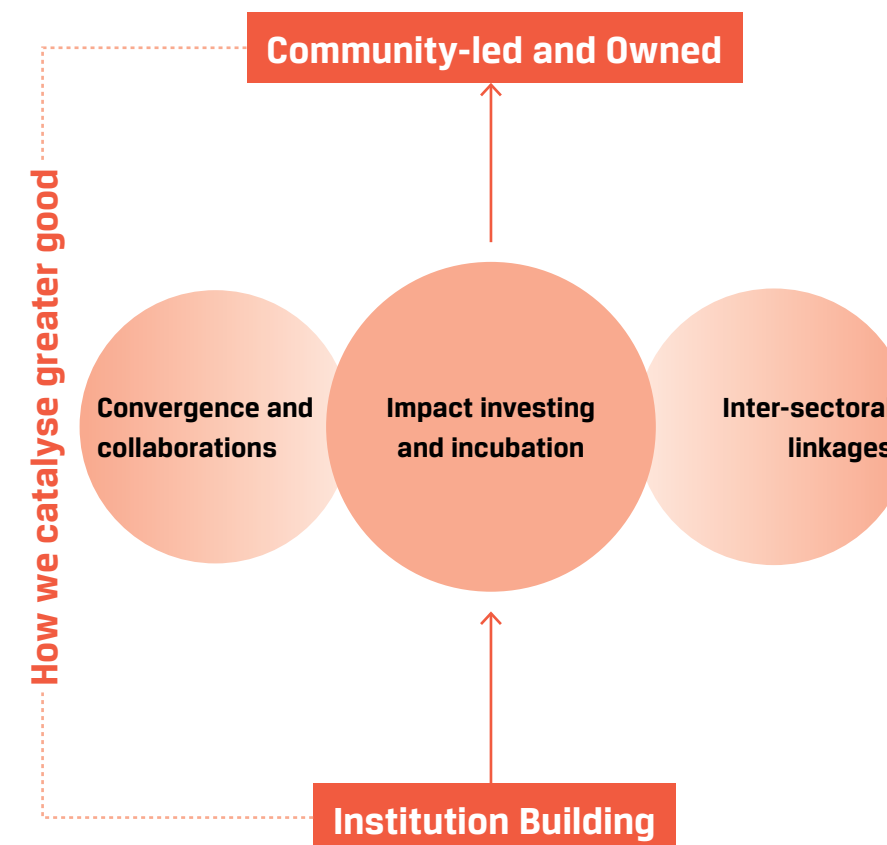 Community-led and Owned
How we catalyse greater good
Convergence and
collaborations
Impact investing
and incubation
Inter-sectora
linkages
Institution Building